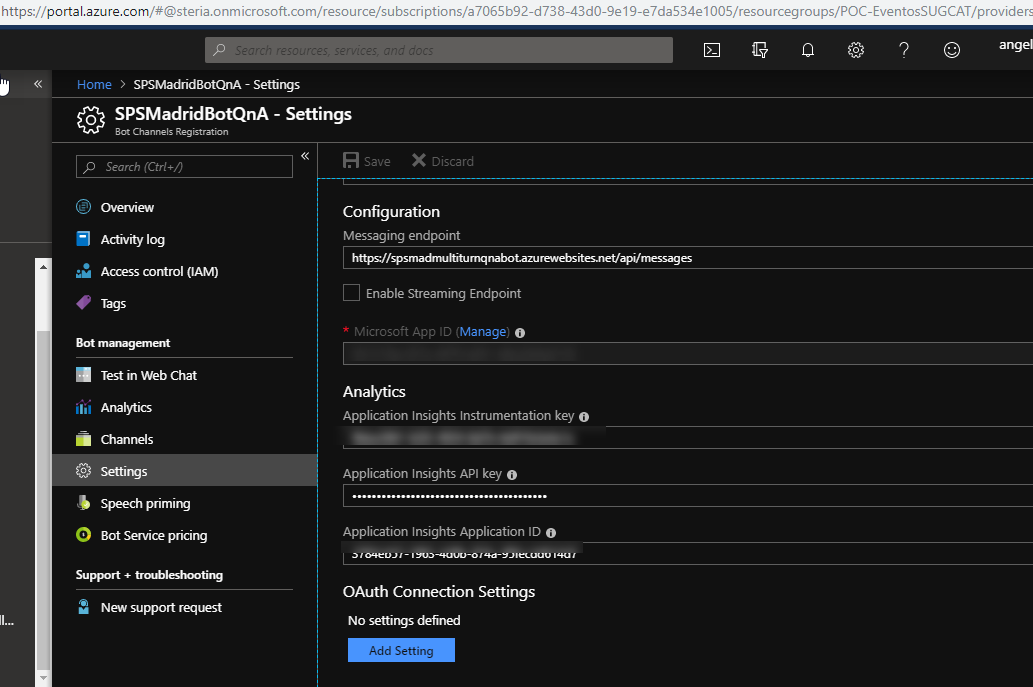 https://portal.azure.com/#@steria.onmicrosoft.com/resource/subscriptions/a7065b92-d738-43d0-9e19-e7da534e1005/resourcegroups/POC-EventosSUGCAT/providers
Search resources, services, and docs
angel
Home > SPSMadridBotQnA - Settings
SPSMadridBotQnA - Settings
Bot Channels Registration
Search (Ctrl+/)
Overview
Activity log
Access control (IAM)
Tags
Bot management
Test in Web Chat
Analytics
Channels
Settings
Speech priming
Bot Service pricing
Support + troubleshooting
New support request
Save Discard
Configuration
Messaging endpoint
https://spsmadmultiturnqnabot.azurewebsites.net/api/messages
Enable Streaming Endpoint
* Microsoft App ID (Manage)
Analytics
Application Insights Instrumentation key
Application Insights API key
Application Insights Application ID
OAuth Connection Settings
No settings defined
Add Setting
ll...